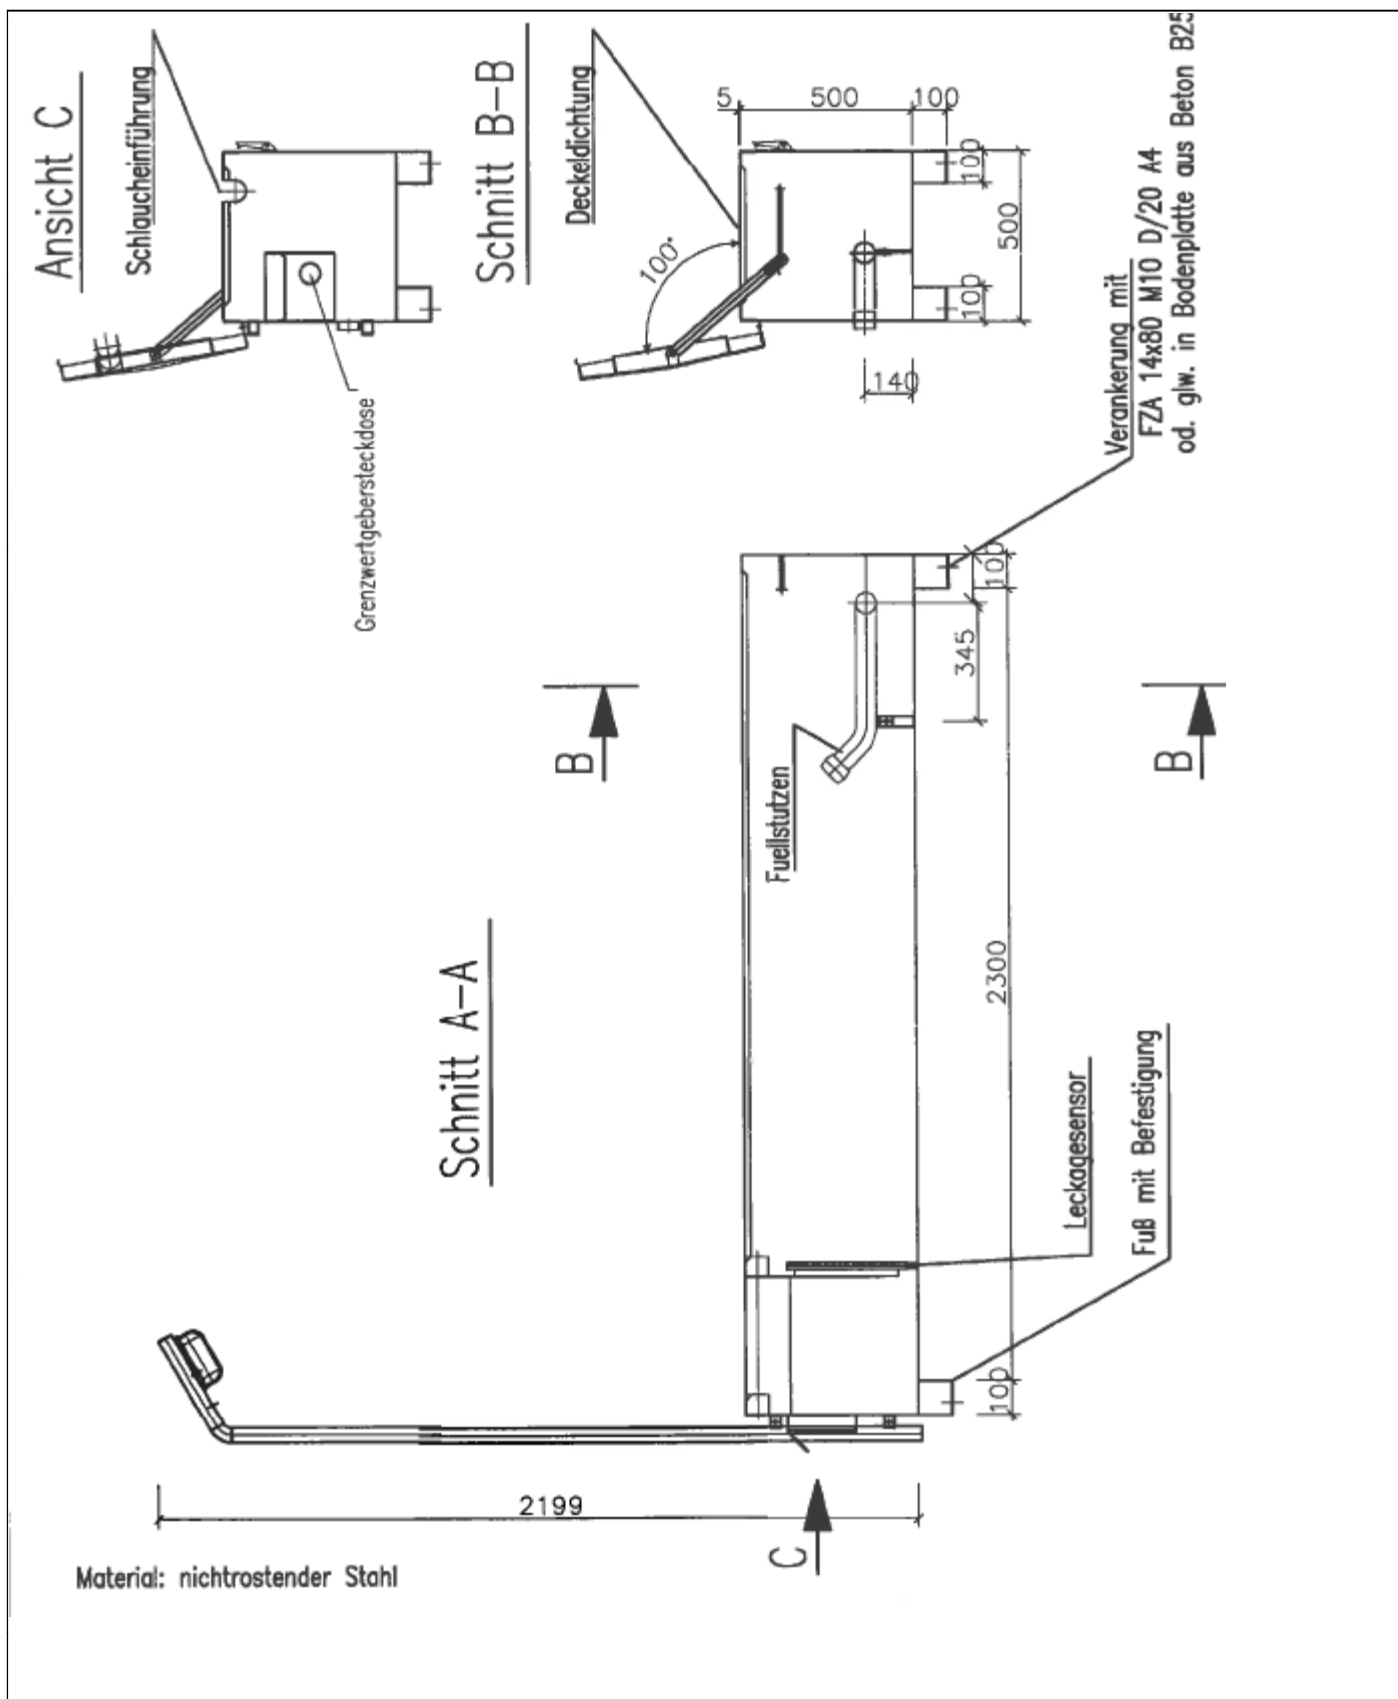 Ansicht C
Schlaucheinführung
Grenzwertgebersteckdose
Schnitt B-B
Deckeldichtung
5
500
100
100°
100
500
100
140
Verankerung mit
FZA 14x80 M10 D/20 A4
od. glw. in Bodenplatte aus Beton B25
Schnitt A-A
B
B
Fuellstutzen
100
345
2300
100
Leckagesensor
Fuß mit Befestigung
2199
C
Material: nichtrostender Stahl